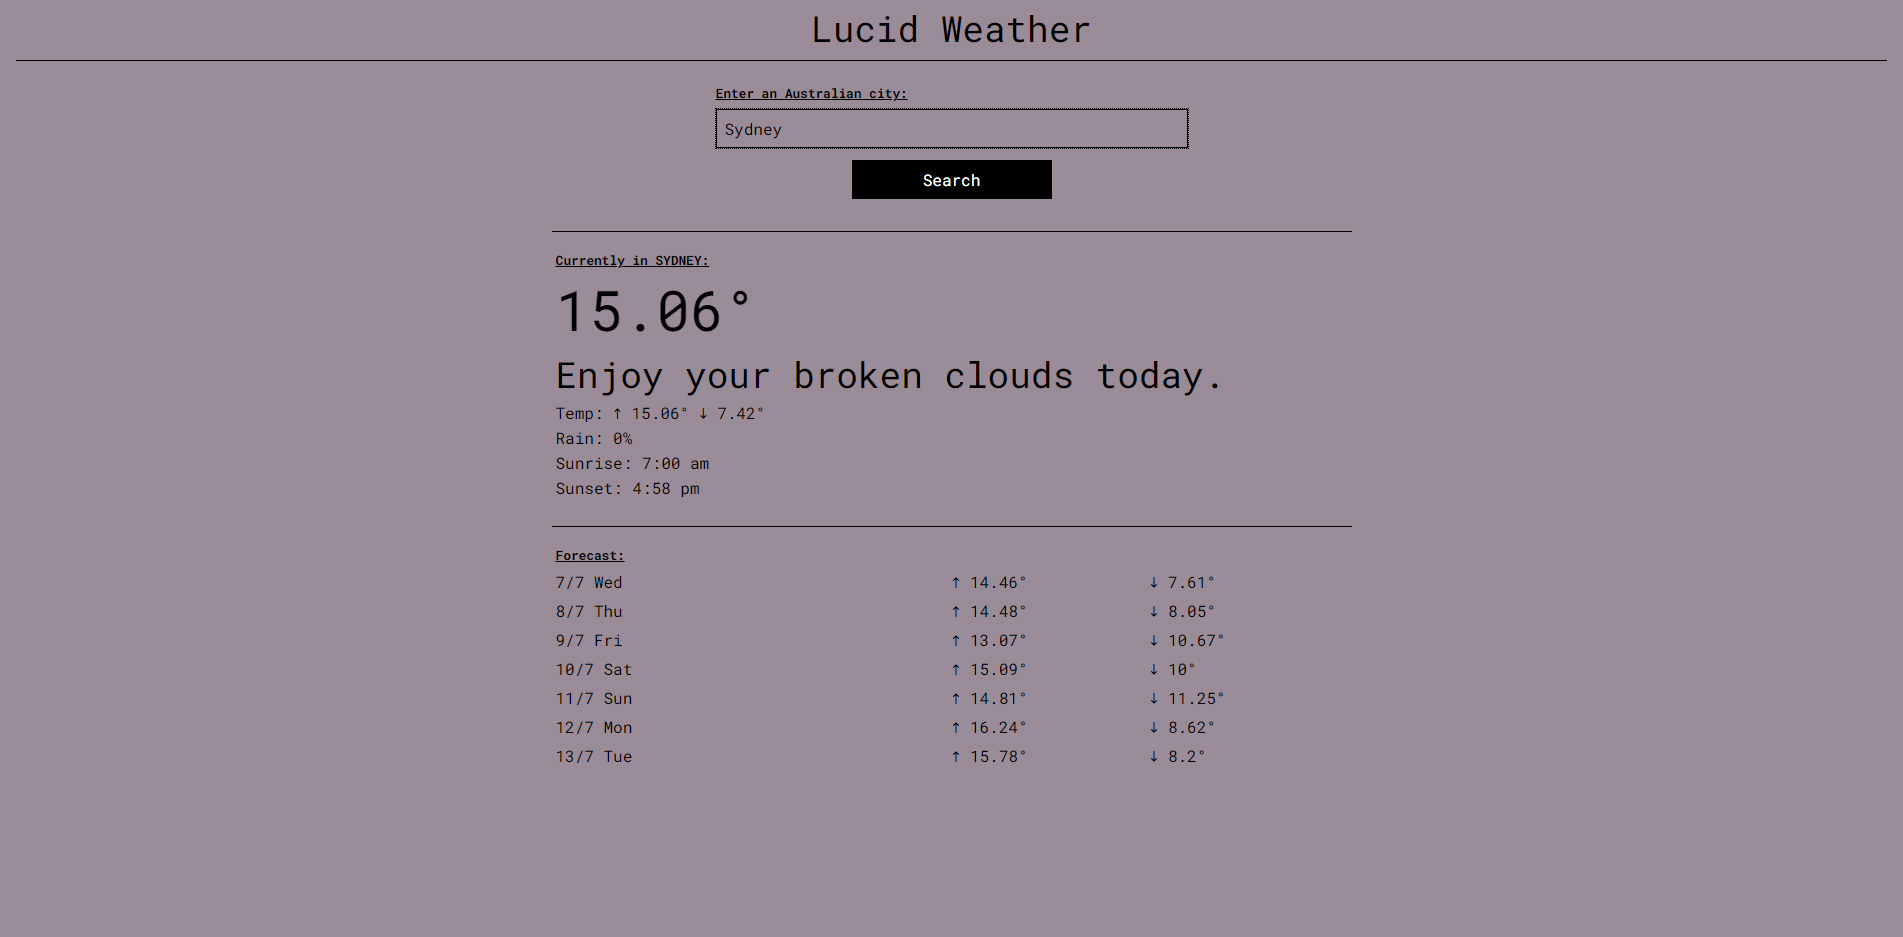 Lucid Weather
Enter an Australian city:
Sydney
Search
Currently in SYDNEY:
15.06°
Enjoy your broken clouds today.
Temp: ↑ 15.06° ↓ 7.42°
Rain: 0%
Sunrise: 7:00 am
Sunset: 4:58 pm
Forecast:
7/7 Wed ↑ 14.46° ↓ 7.61°
8/7 Thu ↑ 14.48° ↓ 8.05°
9/7 Fri ↑ 13.07° ↓ 10.67°
10/7 Sat ↑ 15.09° ↓ 10°
11/7 Sun ↑ 14.81° ↓ 11.25°
12/7 Mon ↑ 16.24° ↓ 8.62°
13/7 Tue ↑ 15.78° ↓ 8.2°